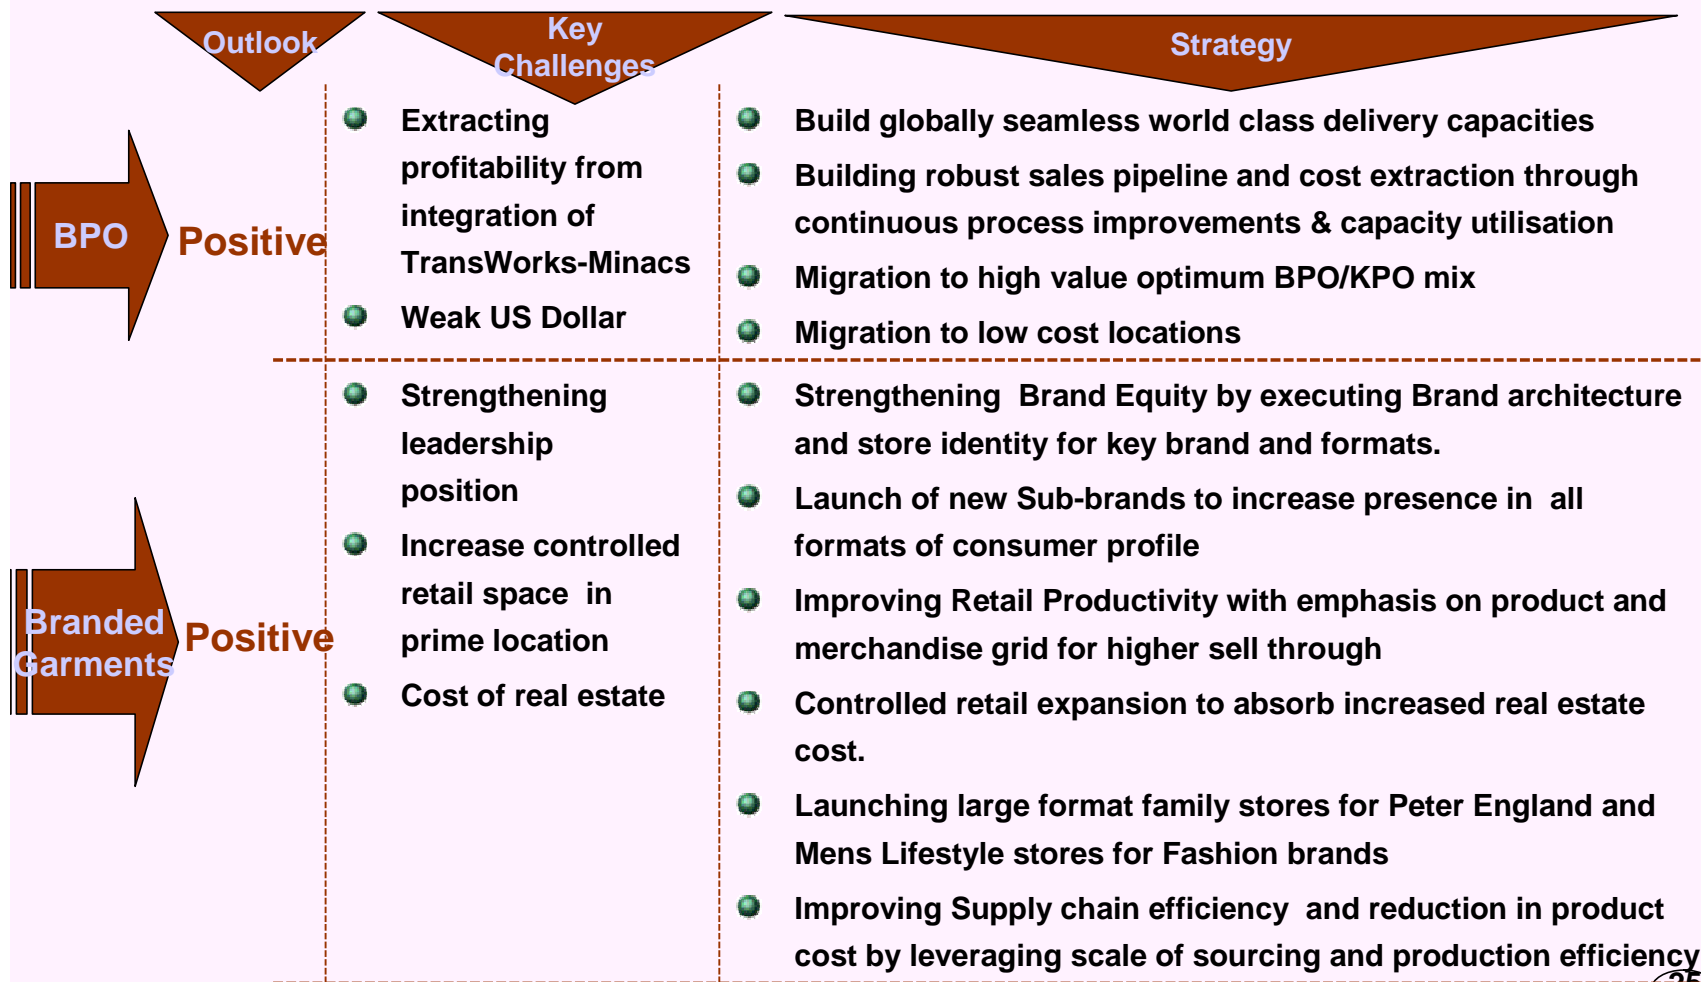 Outlook
Key
Challenges
Strategy
BPO
Positive
Extracting
profitability from
integration of
TransWorks-Minacs
Weak US Dollar
Build globally seamless world class delivery capacities
Building robust sales pipeline and cost extraction through
continuous process improvements & capacity utilisation
Migration to high value optimum BPO/KPO mix
Migration to low cost locations
Branded
Garments
Positive
Strengthening
leadership
position
Increase controlled
retail space in
prime location
Cost of real estate
Strengthening Brand Equity by executing Brand architecture
and store identity for key brand and formats.
Launch of new Sub-brands to increase presence in all
formats of consumer profile
Improving Retail Productivity with emphasis on product and
merchandise grid for higher sell through
Controlled retail expansion to absorb increased real estate
cost.
Launching large format family stores for Peter England and
Mens Lifestyle stores for Fashion brands
Improving Supply chain efficiency and reduction in product
cost by leveraging scale of sourcing and production efficiency